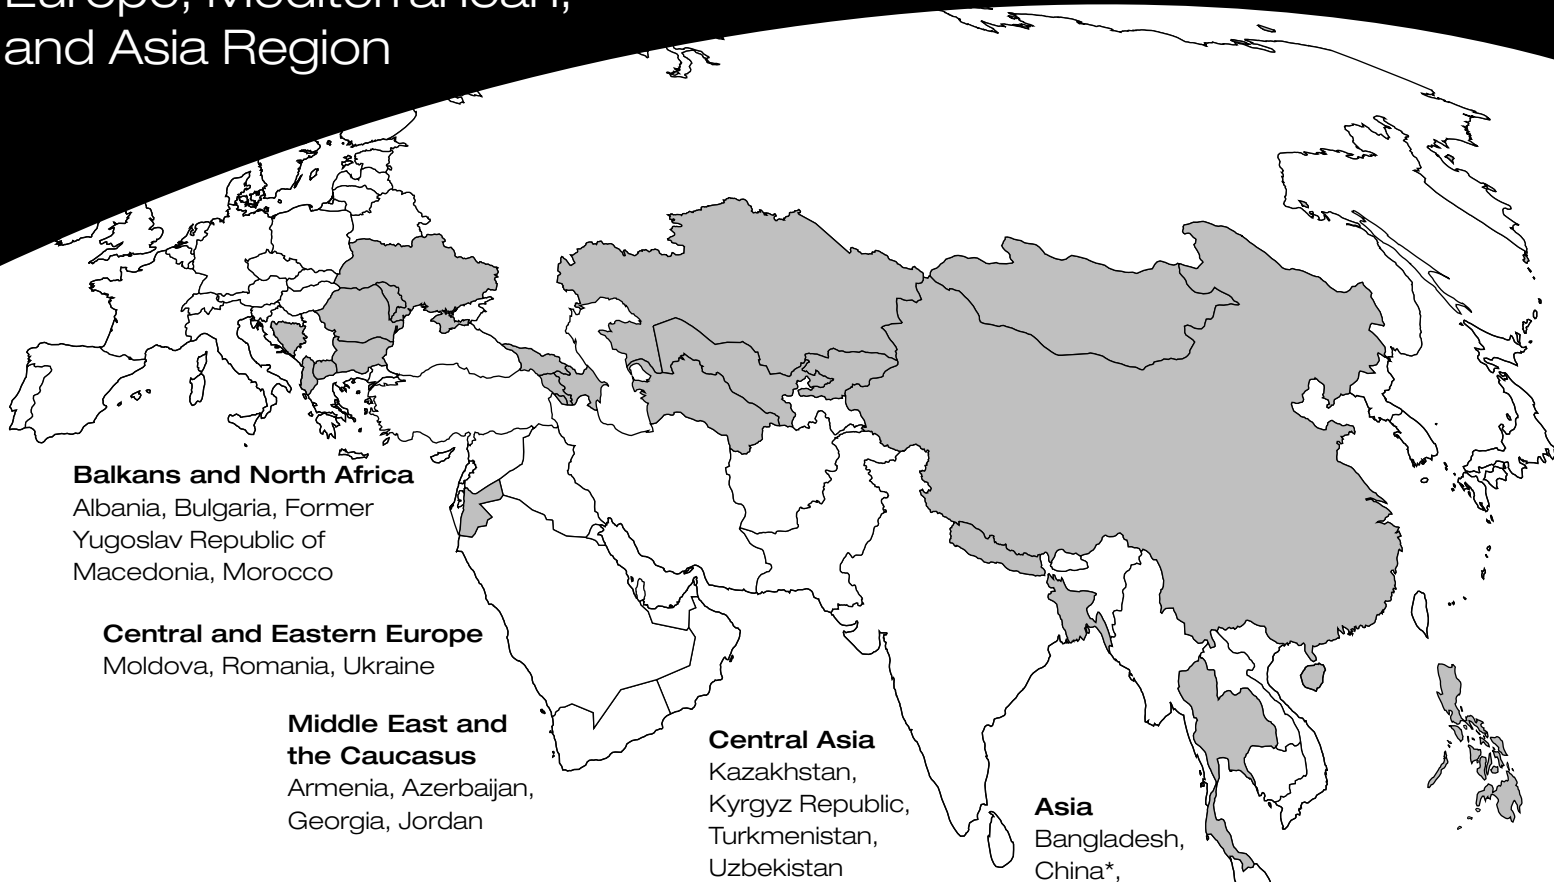 Europe, Mediterranean,
and Asia Region
Balkans and North Africa
Albania, Bulgaria, Former
Yugoslav Republic of
Macedonia, Morocco
Central and Eastern Europe
Moldova, Romania, Ukraine
Middle East and
the Caucasus
Armenia, Azerbaijan,
Georgia, Jordan
Central Asia
Kazakhstan,
Kyrgyz Republic,
Turkmenistan,
Uzbekistan
Asia
Bangladesh,
China*,